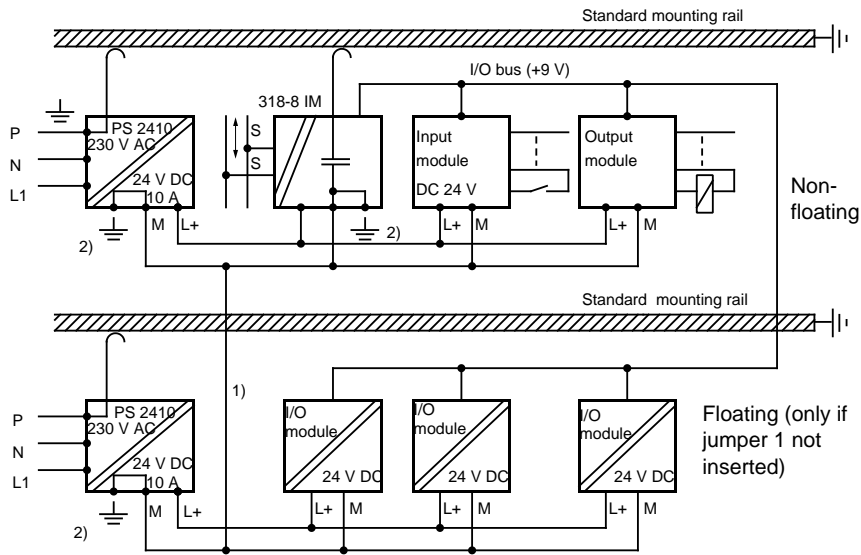 Standard mounting rail
I/O bus (+9 V)
318-8 IM
P
N
L1
PS 2410
230 V AC
24 V DC
10 A
M
L+
2)
S
S
2)
Input
module
DC 24 V
L+
M
Output
module
L+
M
Non-
floating
Standard mounting rail
1)
P
N
L1
PS 2410
230 V AC
24 V DC
10 A
M
L+
2)
I/O
module
24 V DC
L+
M
I/O
module
24 V DC
L+
M
I/O
module
24 V DC
L+
M
Floating (only if
jumper 1 not
inserted)